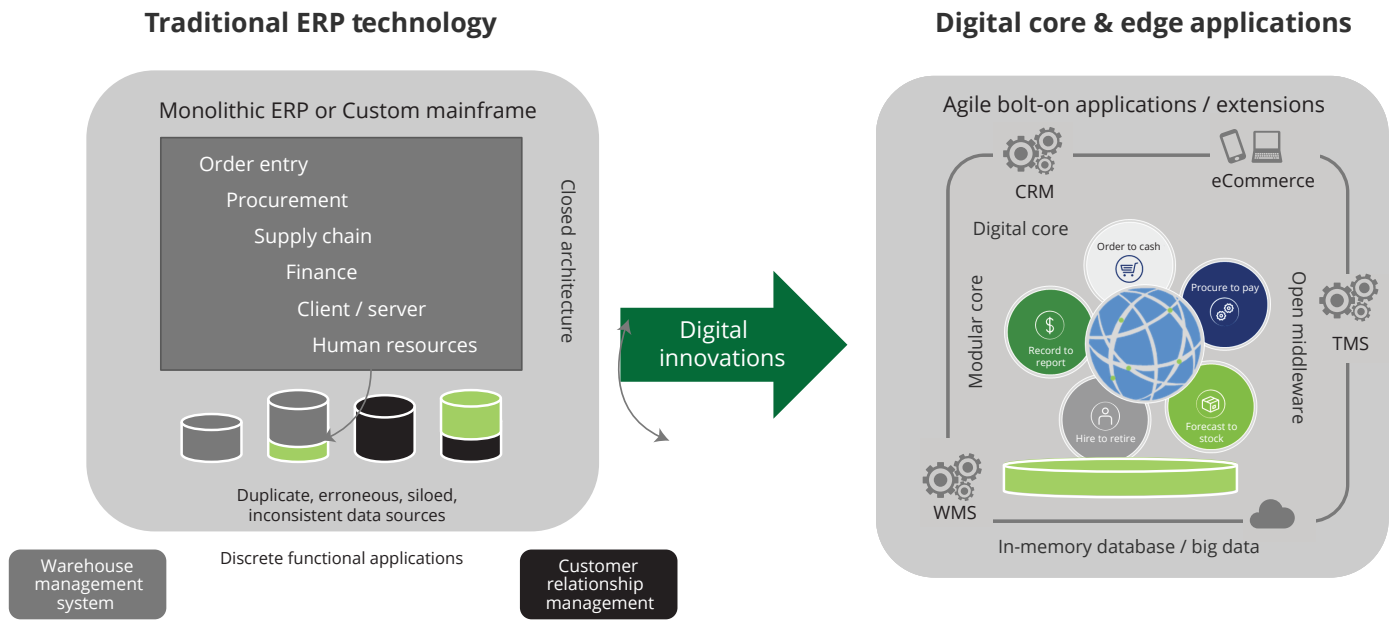 Traditional ERP technology
Monolithic ERP or Custom mainframe
Order entry
Procurement
Supply chain
Finance
Client / server
Human resources
Closed architecture
Duplicate, erroneous, siloed,
inconsistent data sources
Discrete functional applications
Warehouse
management
system
Customer
relationship
management
Digital
innovations
Digital core & edge applications
Agile bolt-on applications / extensions
CRM
eCommerce
Digital core
Order to cash
Procure to pay
Modular core
$
Record to
report
Open middleware
TMS
Hire to retire
Forecast to
stock
WMS
In-memory database / big data